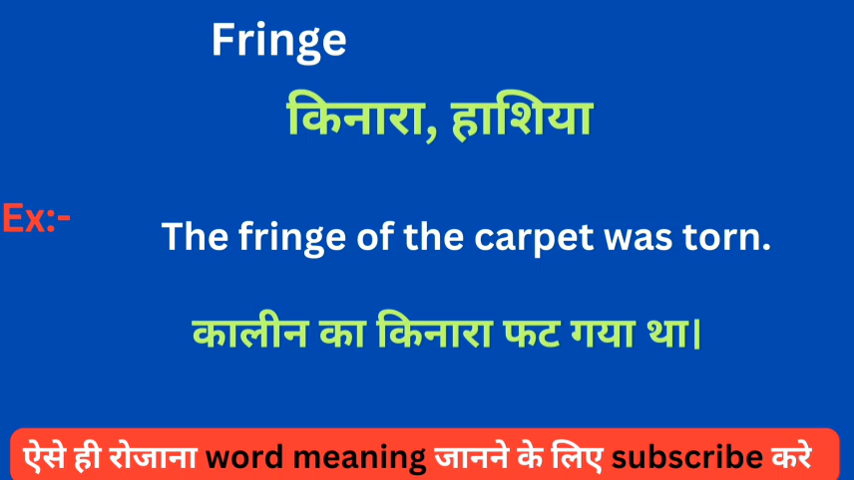 Fringe
किनारा, हाशिया
Ex:-
The fringe of the carpet was torn.
कालीन का किनारा फट गया था।
ऐसे ही रोजाना word meaning जानने के लिए subscribe करे